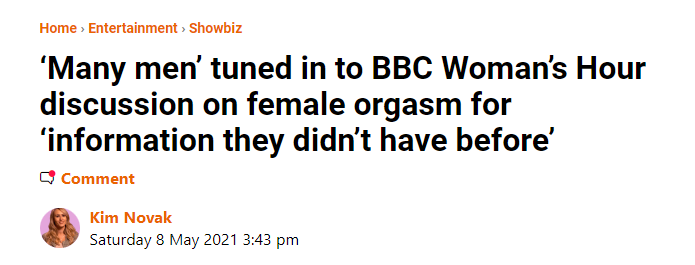 Home › Entertainment › Showbiz
‘Many men’ tuned in to BBC Woman’s Hour
discussion on female orgasm for
‘information they didn’t have before’
Comment
Kim Novak
Saturday 8 May 2021 3:43 pm